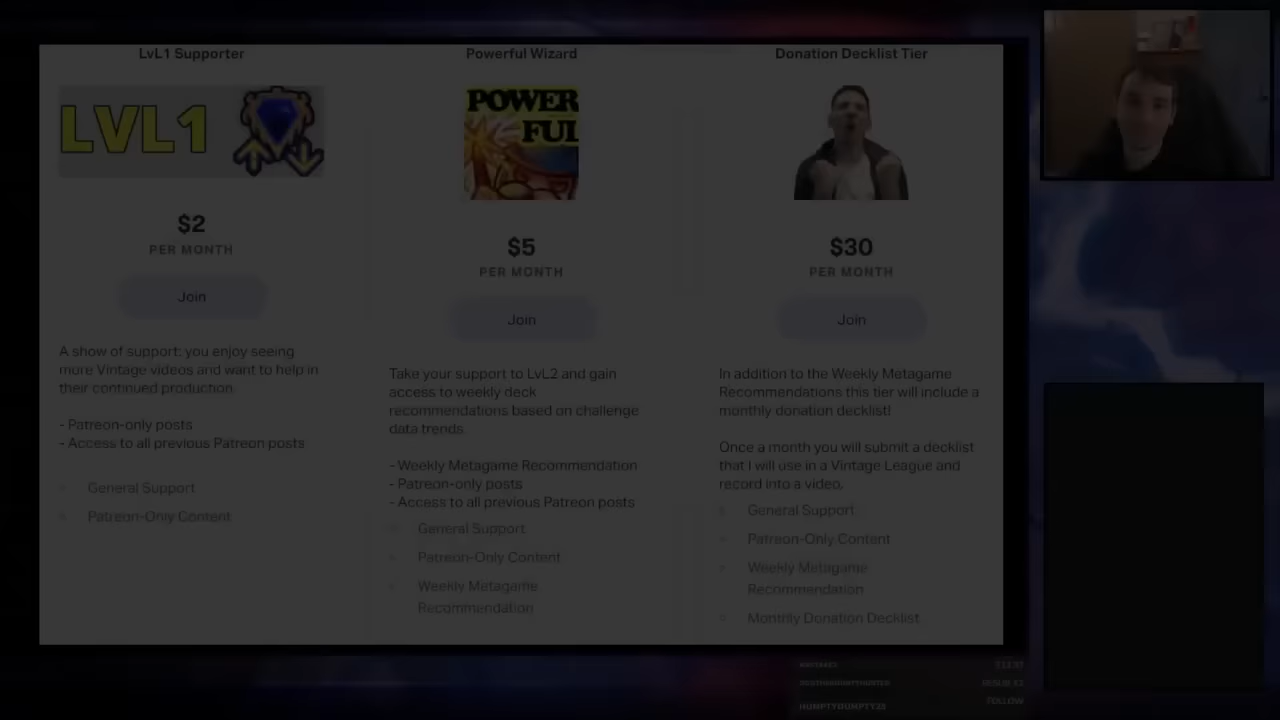 LvL1 Supporter
LVL1
$2
PER MONTH
Join
A show of support: you enjoy seeing
more Vintage videos and want to help in
their continued production.
- Patreon-only posts
- Access to all previous Patreon posts
General Support
Patreon-Only Content
Powerful Wizard
POWER
FUL
$5
PER MONTH
Join
Take your support to LvL2 and gain
access to weekly deck
recommendations based on challenge
data trends.
- Weekly Metagame Recommendation
- Patreon-only posts
- Access to all previous Patreon posts
General Support
Patreon-Only Content
Weekly Metagame
Recommendation
Donation Decklist Tier
$30
PER MONTH
Join
In addition to the Weekly Metagame
Recommendations this tier will include a
monthly donation decklist!
Once a month you will submit a decklist
that I will use in a Vintage League and
record into a video.
General Support
Patreon-Only Content
Weekly Metagame
Recommendation
Monthly Donation Decklist
FOLLOW
HUMPTYDUMPTY23